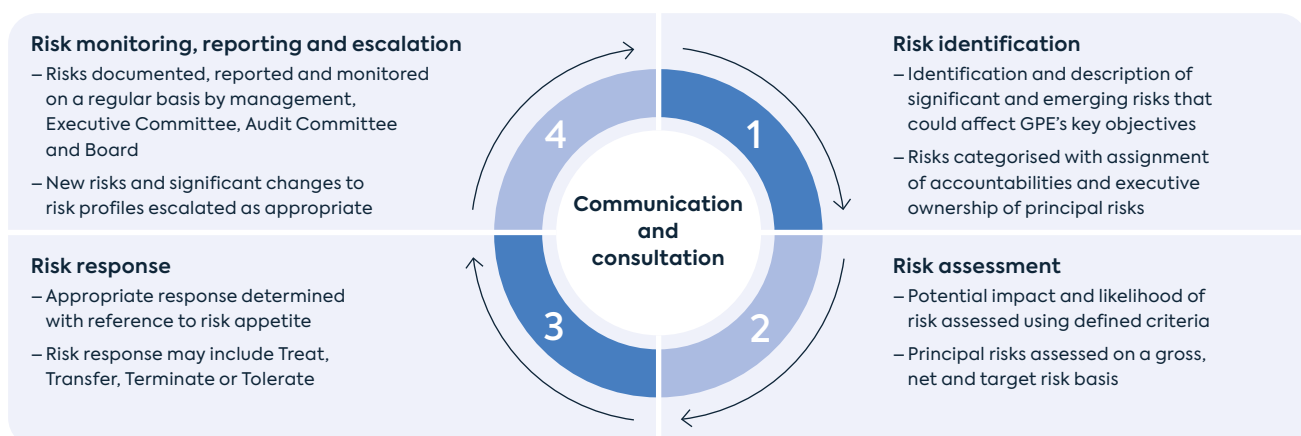 Risk monitoring, reporting and escalation
– Risks documented, reported and monitored
on a regular basis by management,
Executive Committee, Audit Committee
and Board
– New risks and significant changes to
risk profiles escalated as appropriate
Risk identification
– Identification and description of
significant and emerging risks that
could affect GPE's key objectives
– Risks categorised with assignment
of accountabilities and executive
ownership of principal risks
4
1
Communication
and
consultation
Risk response
– Appropriate response determined
with reference to risk appetite
– Risk response may include Treat,
Transfer, Terminate or Tolerate
3
2
Risk assessment
– Potential impact and likelihood of
risk assessed using defined criteria
– Principal risks assessed on a gross,
net and target risk basis